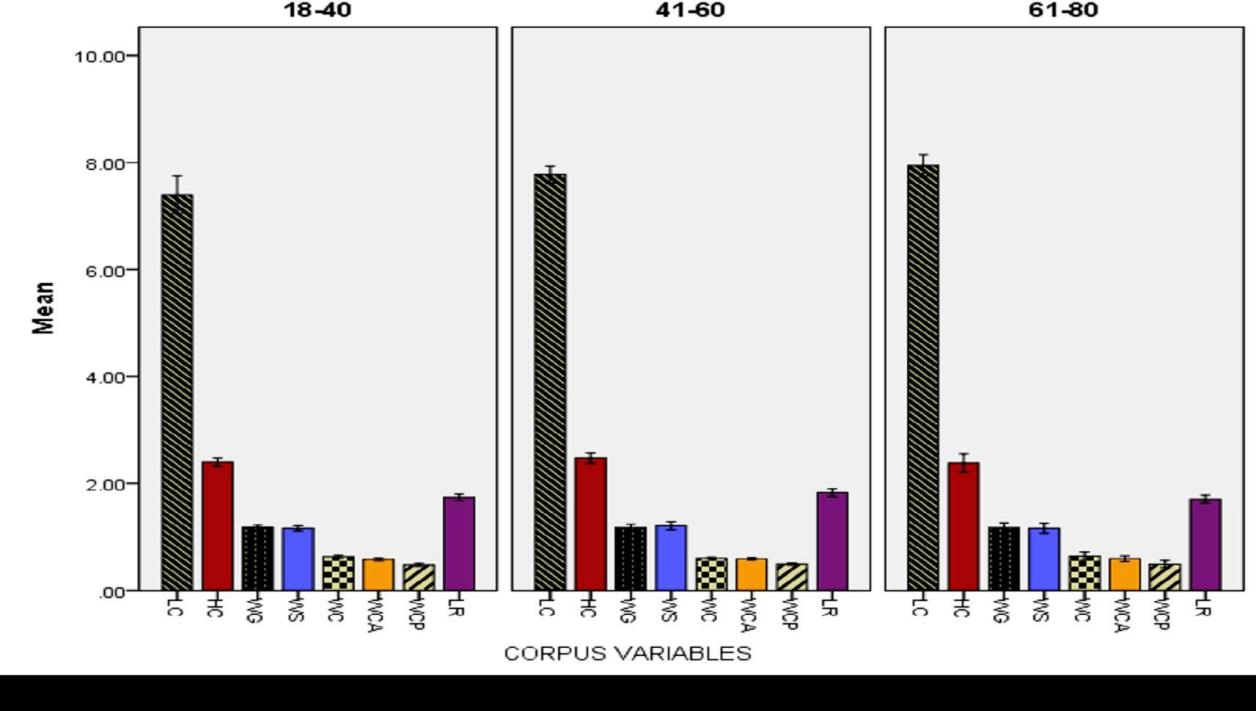 18-40 41-60 61-80
10.00
8.00
6.00
4.00
2.00
.00
Mean
LC HC WG WS WC WCA WCP LR LC HC WG WS WC WCA WCP LR LC HC WG WS WC WCA WCP LR
CORPUS VARIABLES